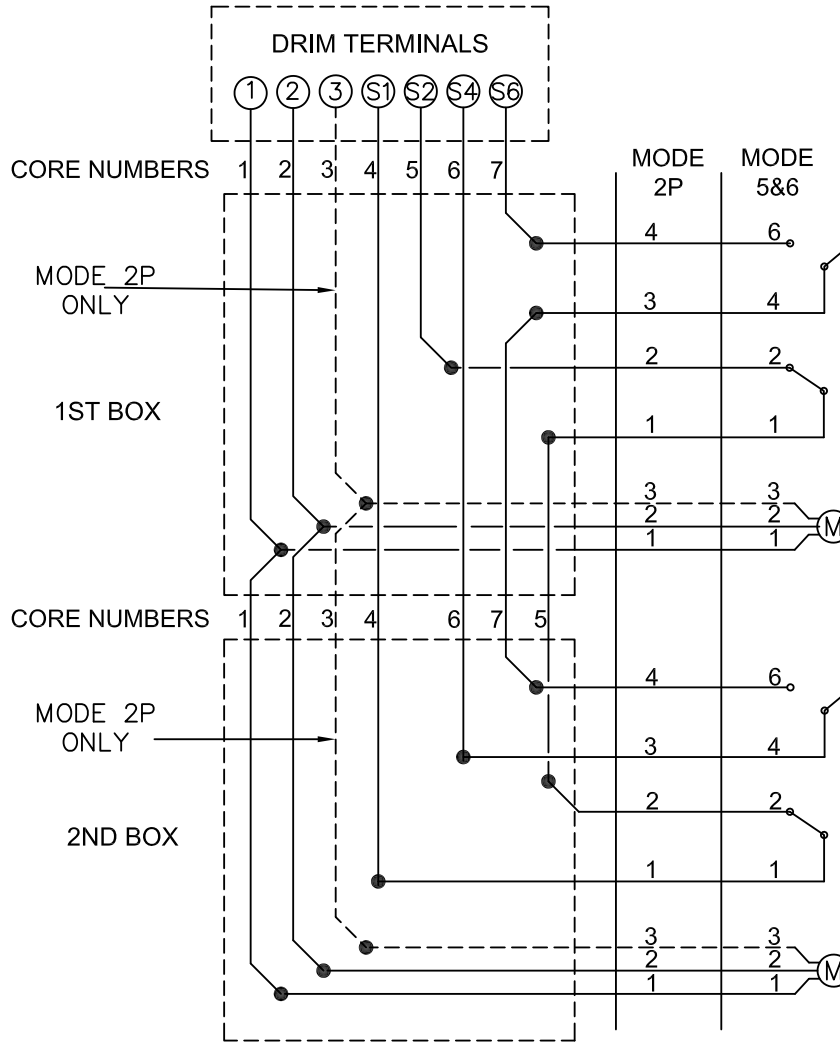 DRIM TERMINALS
1 2 3 S1 S2 S4 S6
CORE NUMBERS 1 2 3 4 5 6 7
MODE
2P
MODE
5&6
4 6
MODE 2P
ONLY
3 4
2 2
1ST BOX
1 1
3 3
2 2 M
1 1
CORE NUMBERS 1 2 3 4 6 7 5
4 6
MODE 2P
ONLY
3 4
2 2
2ND BOX
1 1
3 3
2 2 M
1 1